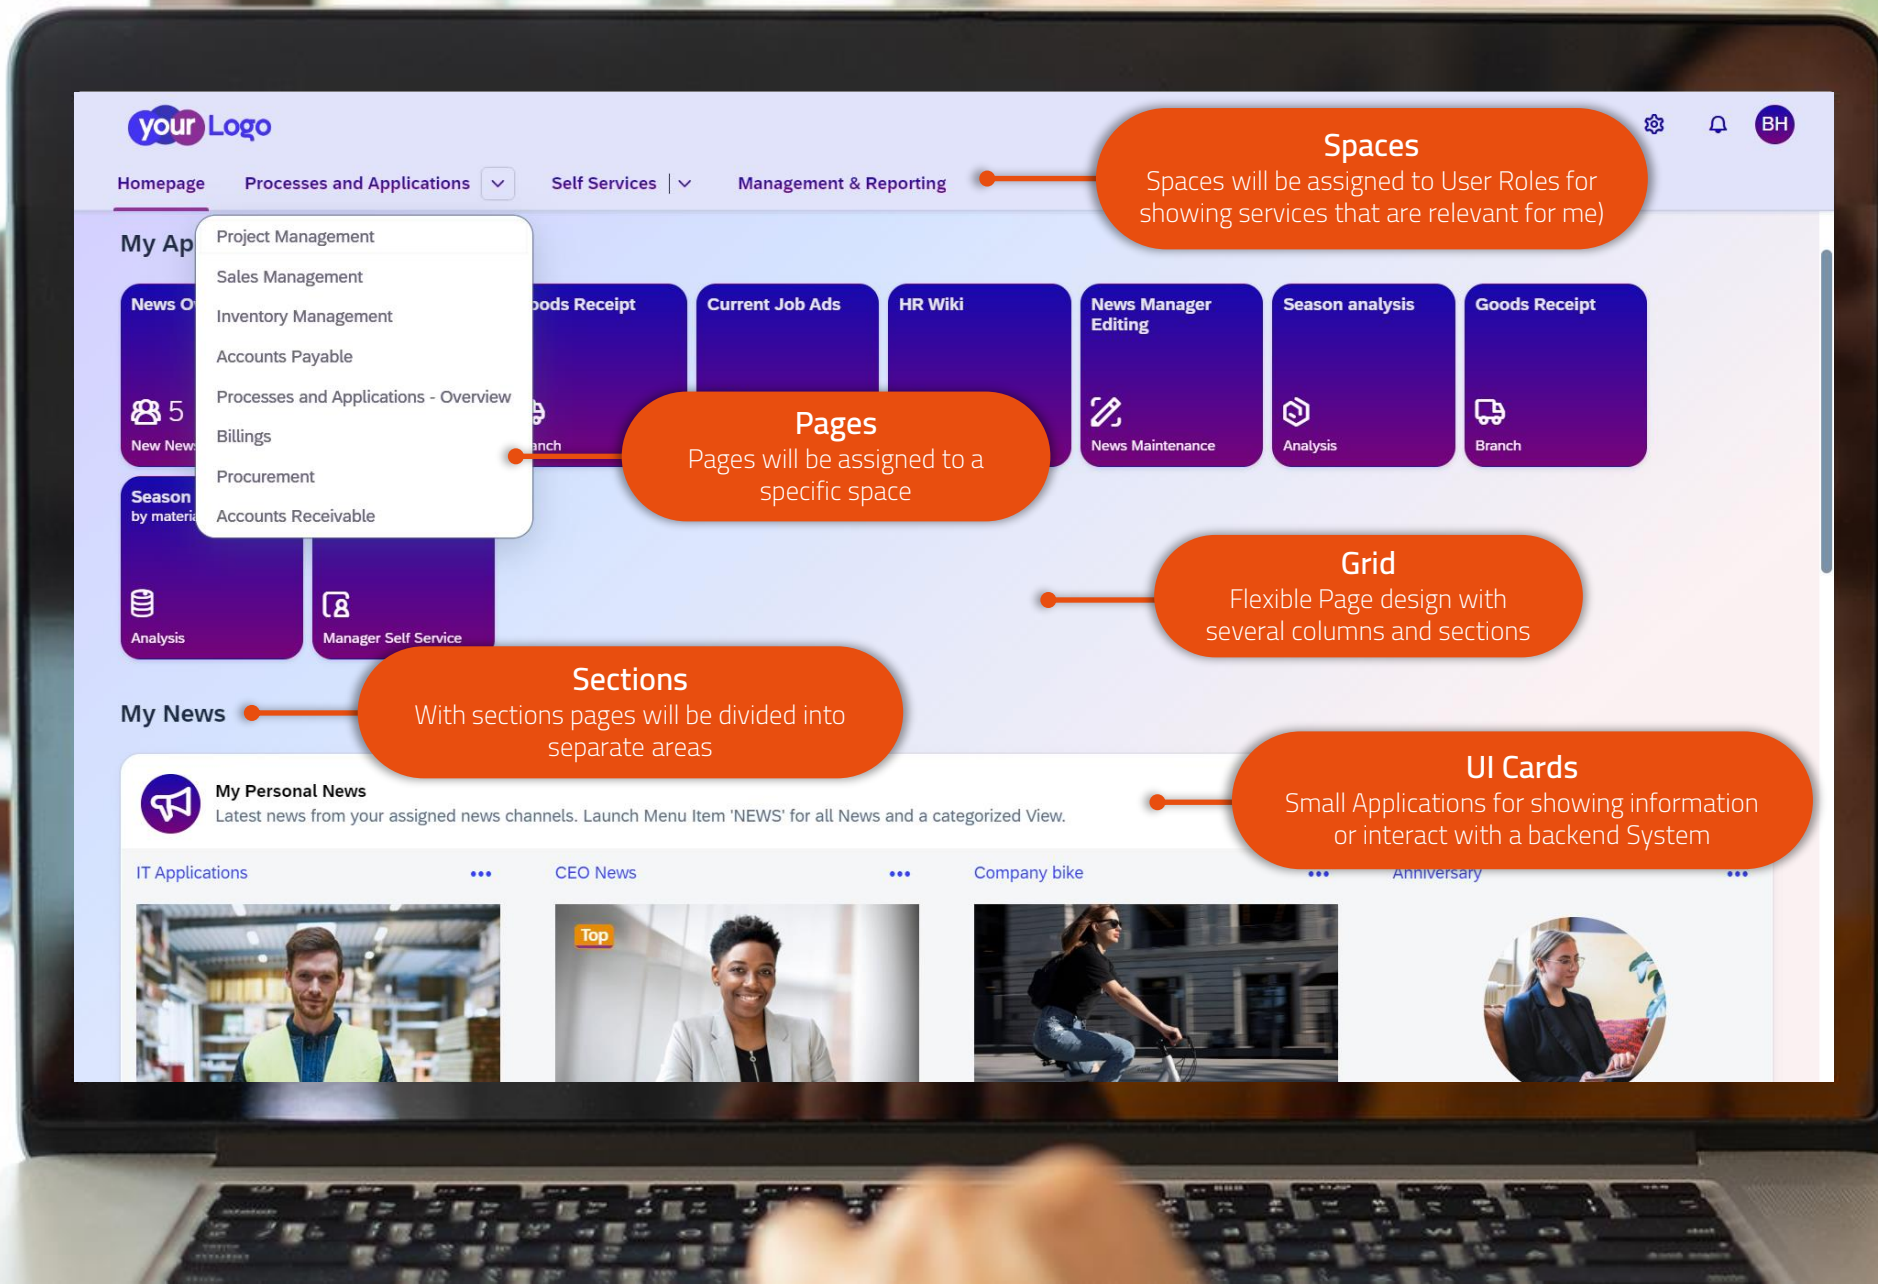 your Logo
BH
Homepage
Processes and Applications
Self Services
Management & Reporting
Spaces
Spaces will be assigned to User Roles for
showing services that are relevant for me)
My Ap
Project Management
Sales Management
Inventory Management
Accounts Payable
Processes and Applications - Overview
Billings
Procurement
Accounts Receivable
News O
5
New News
oods Receipt
anch
Current Job Ads
HR Wiki
News Manager
Editing
News Maintenance
Season analysis
Analysis
Goods Receipt
Branch
Pages
Pages will be assigned to a
specific space
Season
by materia
Analysis
Manager Self Service
Grid
Flexible Page design with
several columns and sections
Sections
With sections pages will be divided into
separate areas
My News
UI Cards
Small Applications for showing information
or interact with a backend System
My Personal News
Latest news from your assigned news channels. Launch Menu Item 'NEWS' for all News and a categorized View.
IT Applications
CEO News
Company bike
Anniversary
Top